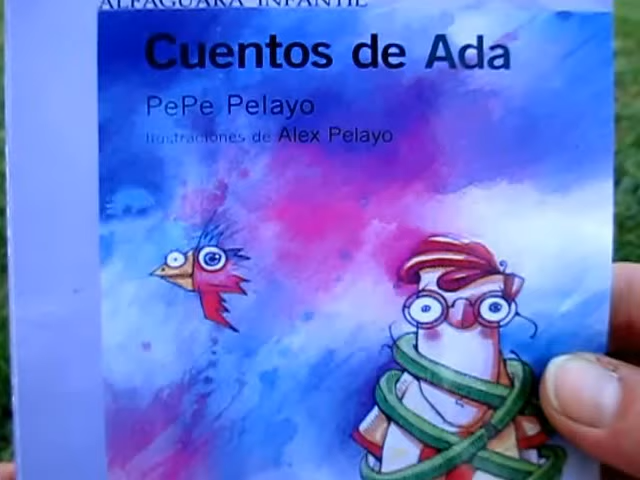 ALFAGUARA INFANTIL
Cuentos de Ada
PePe Pelayo
Ilustraciones de Alex Pelayo